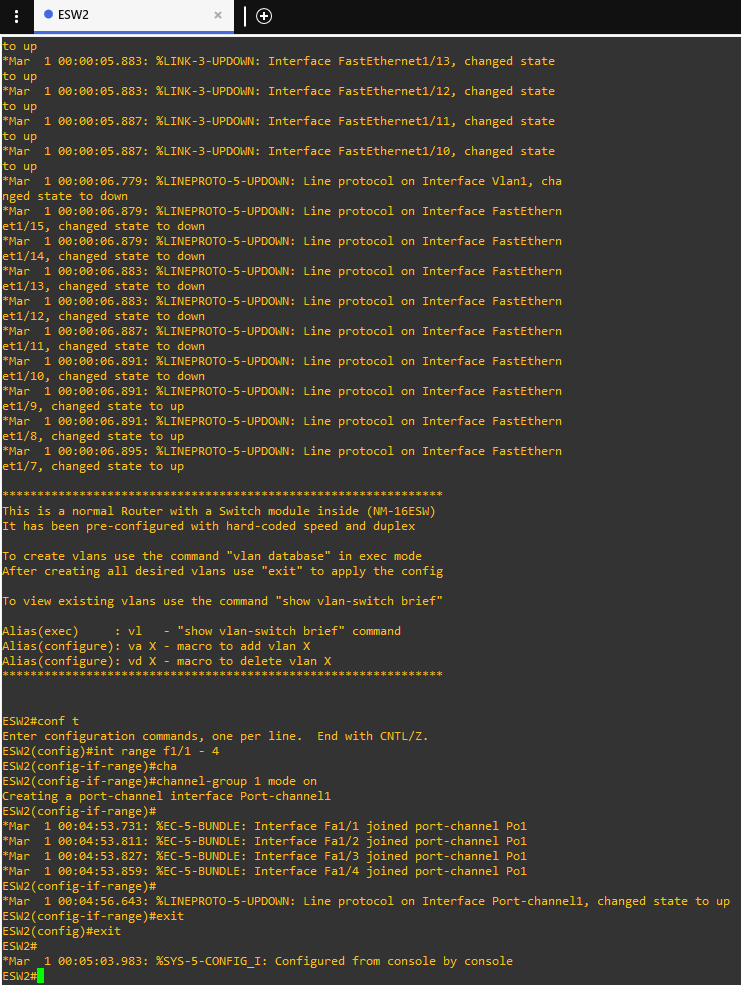 ESW2
to up
*Mar  1 00:00:05.883: %LINK-3-UPDOWN: Interface FastEthernet1/13, changed state
to up
*Mar  1 00:00:05.883: %LINK-3-UPDOWN: Interface FastEthernet1/12, changed state
to up
*Mar  1 00:00:05.887: %LINK-3-UPDOWN: Interface FastEthernet1/11, changed state
to up
*Mar  1 00:00:05.887: %LINK-3-UPDOWN: Interface FastEthernet1/10, changed state
to up
*Mar  1 00:00:06.779: %LINEPROTO-5-UPDOWN: Line protocol on Interface Vlan1, cha
nged state to down
*Mar  1 00:00:06.879: %LINEPROTO-5-UPDOWN: Line protocol on Interface FastEthern
et1/15, changed state to down
*Mar  1 00:00:06.879: %LINEPROTO-5-UPDOWN: Line protocol on Interface FastEthern
et1/14, changed state to down
*Mar  1 00:00:06.883: %LINEPROTO-5-UPDOWN: Line protocol on Interface FastEthern
et1/13, changed state to down
*Mar  1 00:00:06.883: %LINEPROTO-5-UPDOWN: Line protocol on Interface FastEthern
et1/12, changed state to down
*Mar  1 00:00:06.887: %LINEPROTO-5-UPDOWN: Line protocol on Interface FastEthern
et1/11, changed state to down
*Mar  1 00:00:06.891: %LINEPROTO-5-UPDOWN: Line protocol on Interface FastEthern
et1/10, changed state to down
*Mar  1 00:00:06.891: %LINEPROTO-5-UPDOWN: Line protocol on Interface FastEthern
et1/9, changed state to up
*Mar  1 00:00:06.891: %LINEPROTO-5-UPDOWN: Line protocol on Interface FastEthern
et1/8, changed state to up
*Mar  1 00:00:06.895: %LINEPROTO-5-UPDOWN: Line protocol on Interface FastEthern
et1/7, changed state to up
***************************************************************
This is a normal Router with a Switch module inside (NM-16ESW)
It has been pre-configured with hard-coded speed and duplex
To create vlans use the command "vlan database" in exec mode
After creating all desired vlans use "exit" to apply the config
To view existing vlans use the command "show vlan-switch brief"
Alias(exec)     : vl   - "show vlan-switch brief" command
Alias(configure): va X - macro to add vlan X
Alias(configure): vd X - macro to delete vlan X
***************************************************************
ESW2#conf t
Enter configuration commands, one per line.  End with CNTL/Z.
ESW2(config)#int range f1/1 - 4
ESW2(config-if-range)#cha
ESW2(config-if-range)#channel-group 1 mode on
Creating a port-channel interface Port-channel1
ESW2(config-if-range)#
*Mar  1 00:04:53.731: %EC-5-BUNDLE: Interface Fa1/1 joined port-channel Po1
*Mar  1 00:04:53.811: %EC-5-BUNDLE: Interface Fa1/2 joined port-channel Po1
*Mar  1 00:04:53.827: %EC-5-BUNDLE: Interface Fa1/3 joined port-channel Po1
*Mar  1 00:04:53.859: %EC-5-BUNDLE: Interface Fa1/4 joined port-channel Po1
ESW2(config-if-range)#
*Mar  1 00:04:56.643: %LINEPROTO-5-UPDOWN: Line protocol on Interface Port-channel1, changed state to up
ESW2(config-if-range)#exit
ESW2(config)#exit
ESW2#
*Mar  1 00:05:03.983: %SYS-5-CONFIG_I: Configured from console by console
ESW2#